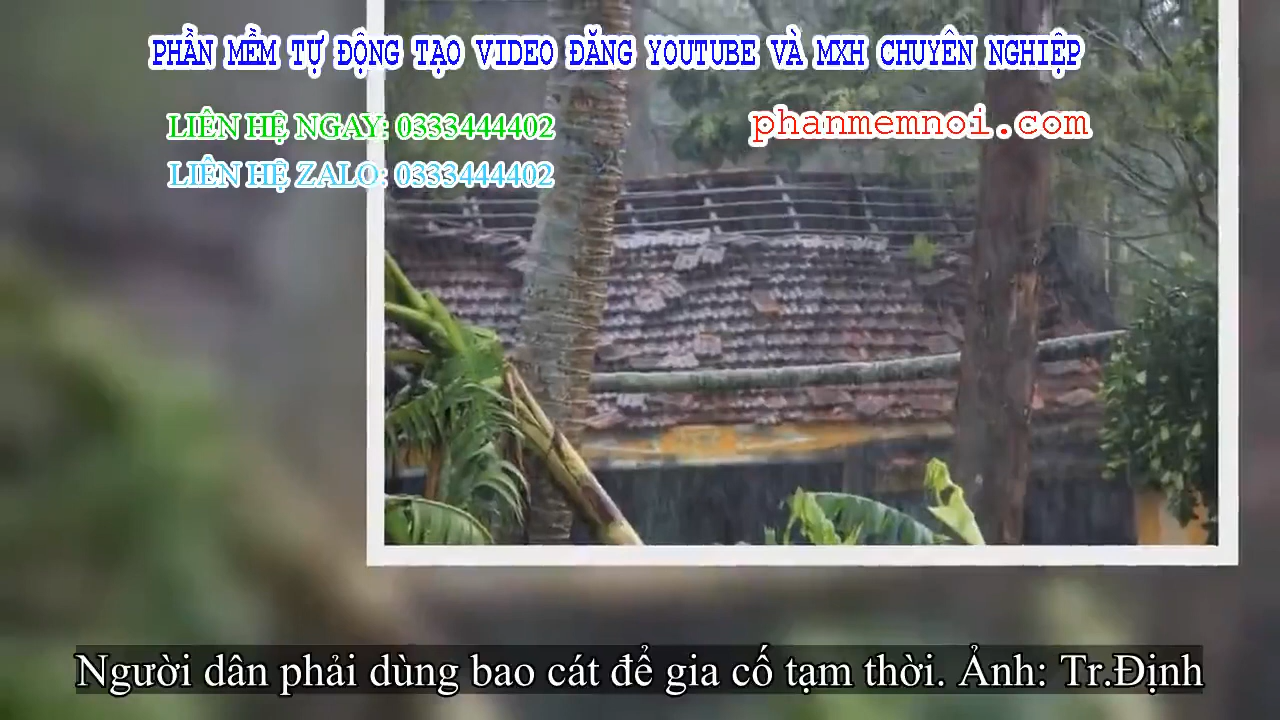 PHẦN MỀM TỰ ĐỘNG TẠO VIDEO ĐĂNG YOUTUBE VÀ MXH CHUYÊN NGHIỆP
LIÊN HỆ NGAY: 0333444402
phanmemnoi.com
LIÊN HỆ ZALO: 0333444402
Người dân phải dùng bao cát để gia cố tạm thời. Ảnh: Tr.Định